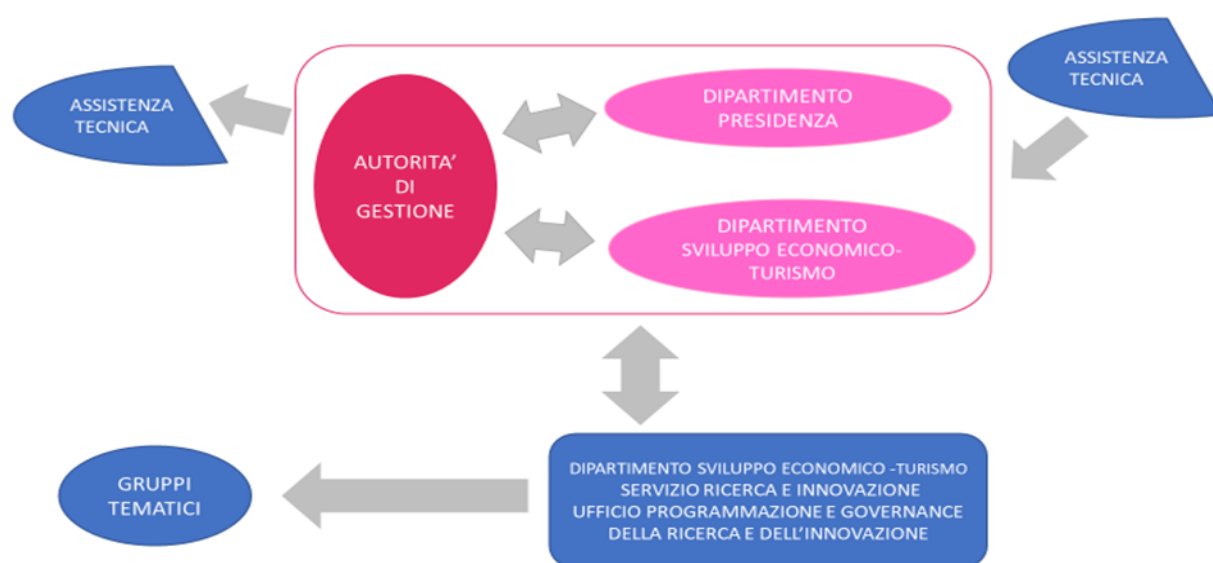 ASSISTENZA
TECNICA
AUTORITA’
DI
GESTIONE
DIPARTIMENTO
PRESIDENZA
DIPARTIMENTO
SVILUPPO ECONOMICO-
TURISMO
ASSISTENZA
TECNICA
GRUPPI
TEMATICI
DIPARTIMENTO SVILUPPO ECONOMICO -TURISMO
SERVIZIO RICERCA E INNOVAZIONE
UFFICIO PROGRAMMAZIONE E GOVERNANCE
DELLA RICERCA E DELL’INNOVAZIONE